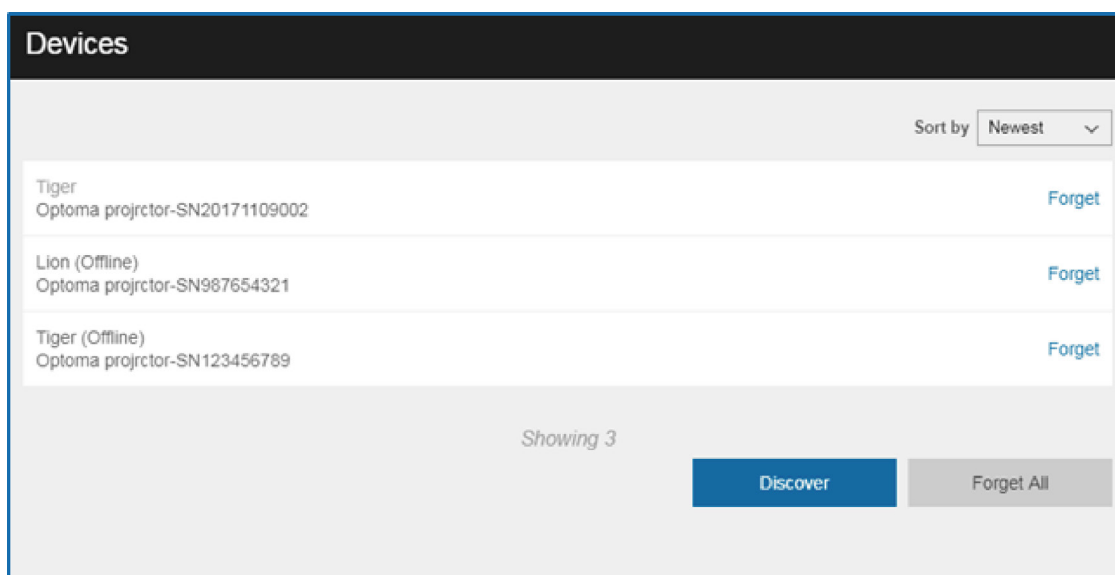 Devices
Sort by Newest
Tiger
Optoma projrctor-SN20171109002
Forget
Lion (Offline)
Optoma projrctor-SN987654321
Forget
Tiger (Offline)
Optoma projrctor-SN123456789
Forget
Showing 3
Discover
Forget All